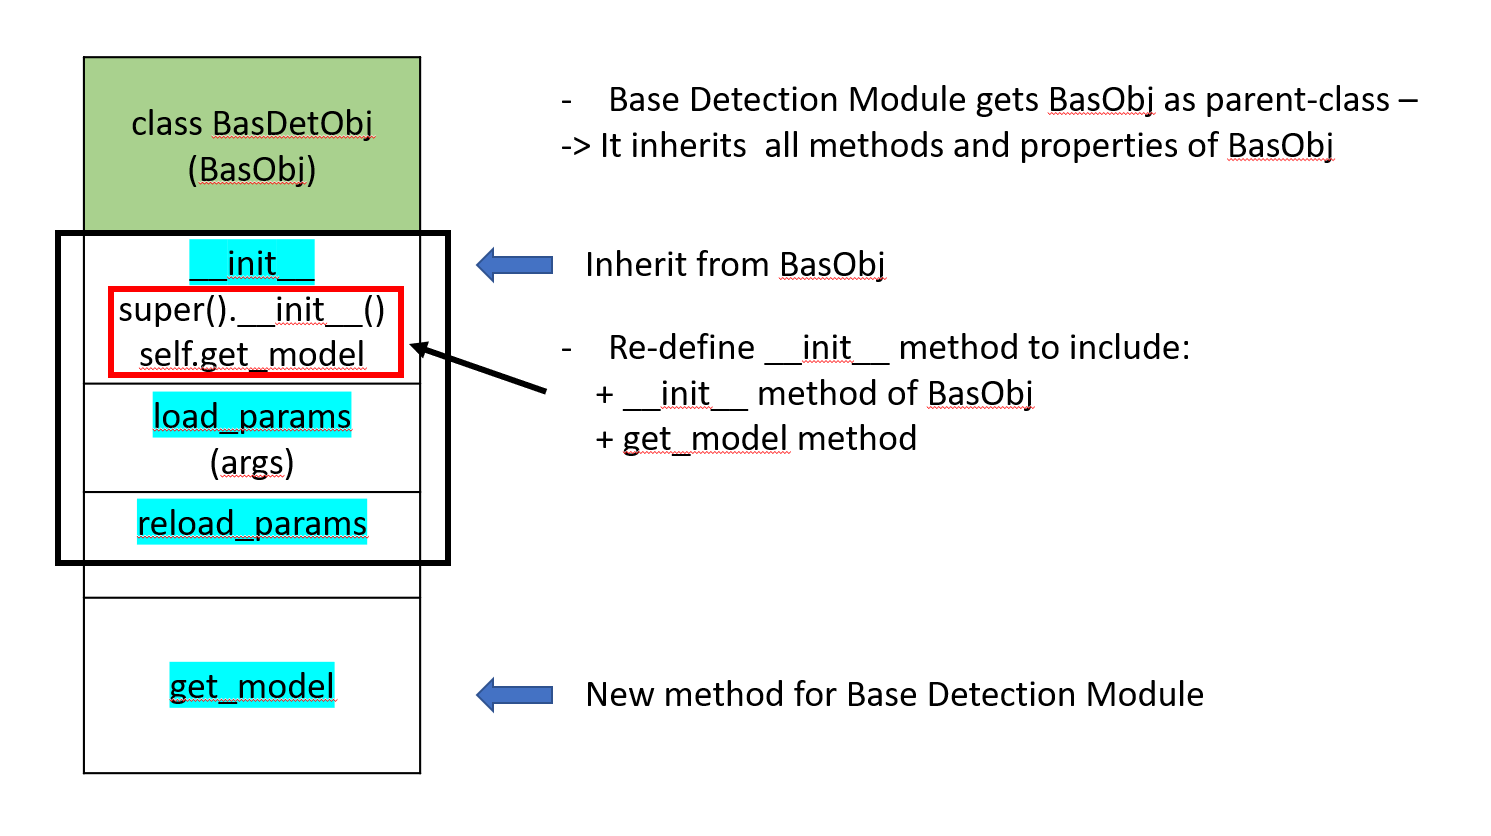 class BasDetObj
(BasObj)
__init__
super().__init__()
self.get_model
load_params
(args)
reload_params
get_model
- Base Detection Module gets BasObj as parent-class –
-> It inherits all methods and properties of BasObj
Inherit from BasObj
- Re-define __init__ method to include:
+ __init__ method of BasObj
+ get_model method
New method for Base Detection Module